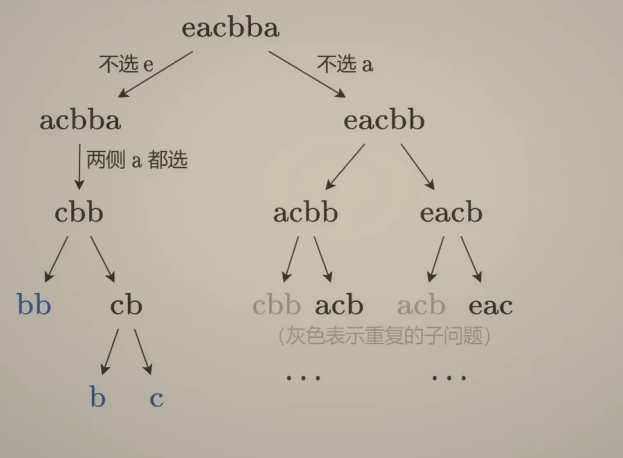 eacbba
不选 e
不选 a
acbba
eacbb
两侧 a 都选
cbb
acbb
eacb
bb
cb
cbb acb
acb eac
(灰色表示重复的子问题)
b
c
...
...